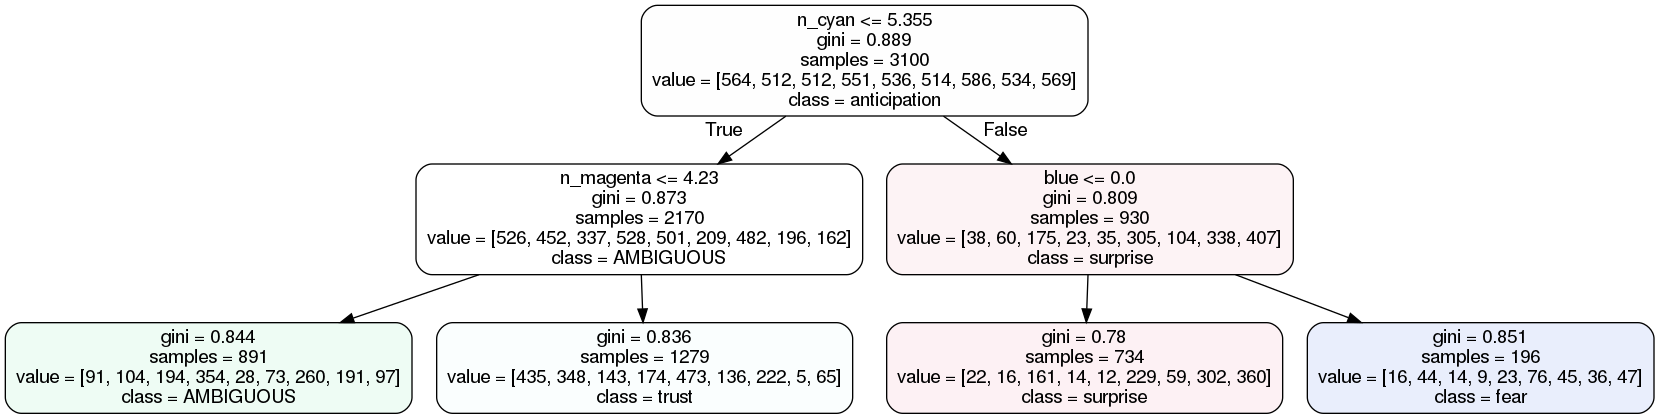 n_cyan <= 5.355
gini = 0.889
samples = 3100
value = [564, 512, 512, 551, 536, 514, 586, 534, 569]
class = anticipation
True
False
n_magenta <= 4.23
gini = 0.873
samples = 2170
value = [526, 452, 337, 528, 501, 209, 482, 196, 162]
class = AMBIGUOUS
blue <= 0.0
gini = 0.809
samples = 930
value = [38, 60, 175, 23, 35, 305, 104, 338, 407]
class = surprise
gini = 0.844
samples = 891
value = [91, 104, 194, 354, 28, 73, 260, 191, 97]
class = AMBIGUOUS
gini = 0.836
samples = 1279
value = [435, 348, 143, 174, 473, 136, 222, 5, 65]
class = trust
gini = 0.78
samples = 734
value = [22, 16, 161, 14, 12, 229, 59, 302, 360]
class = surprise
gini = 0.851
samples = 196
value = [16, 44, 14, 9, 23, 76, 45, 36, 47]
class = fear